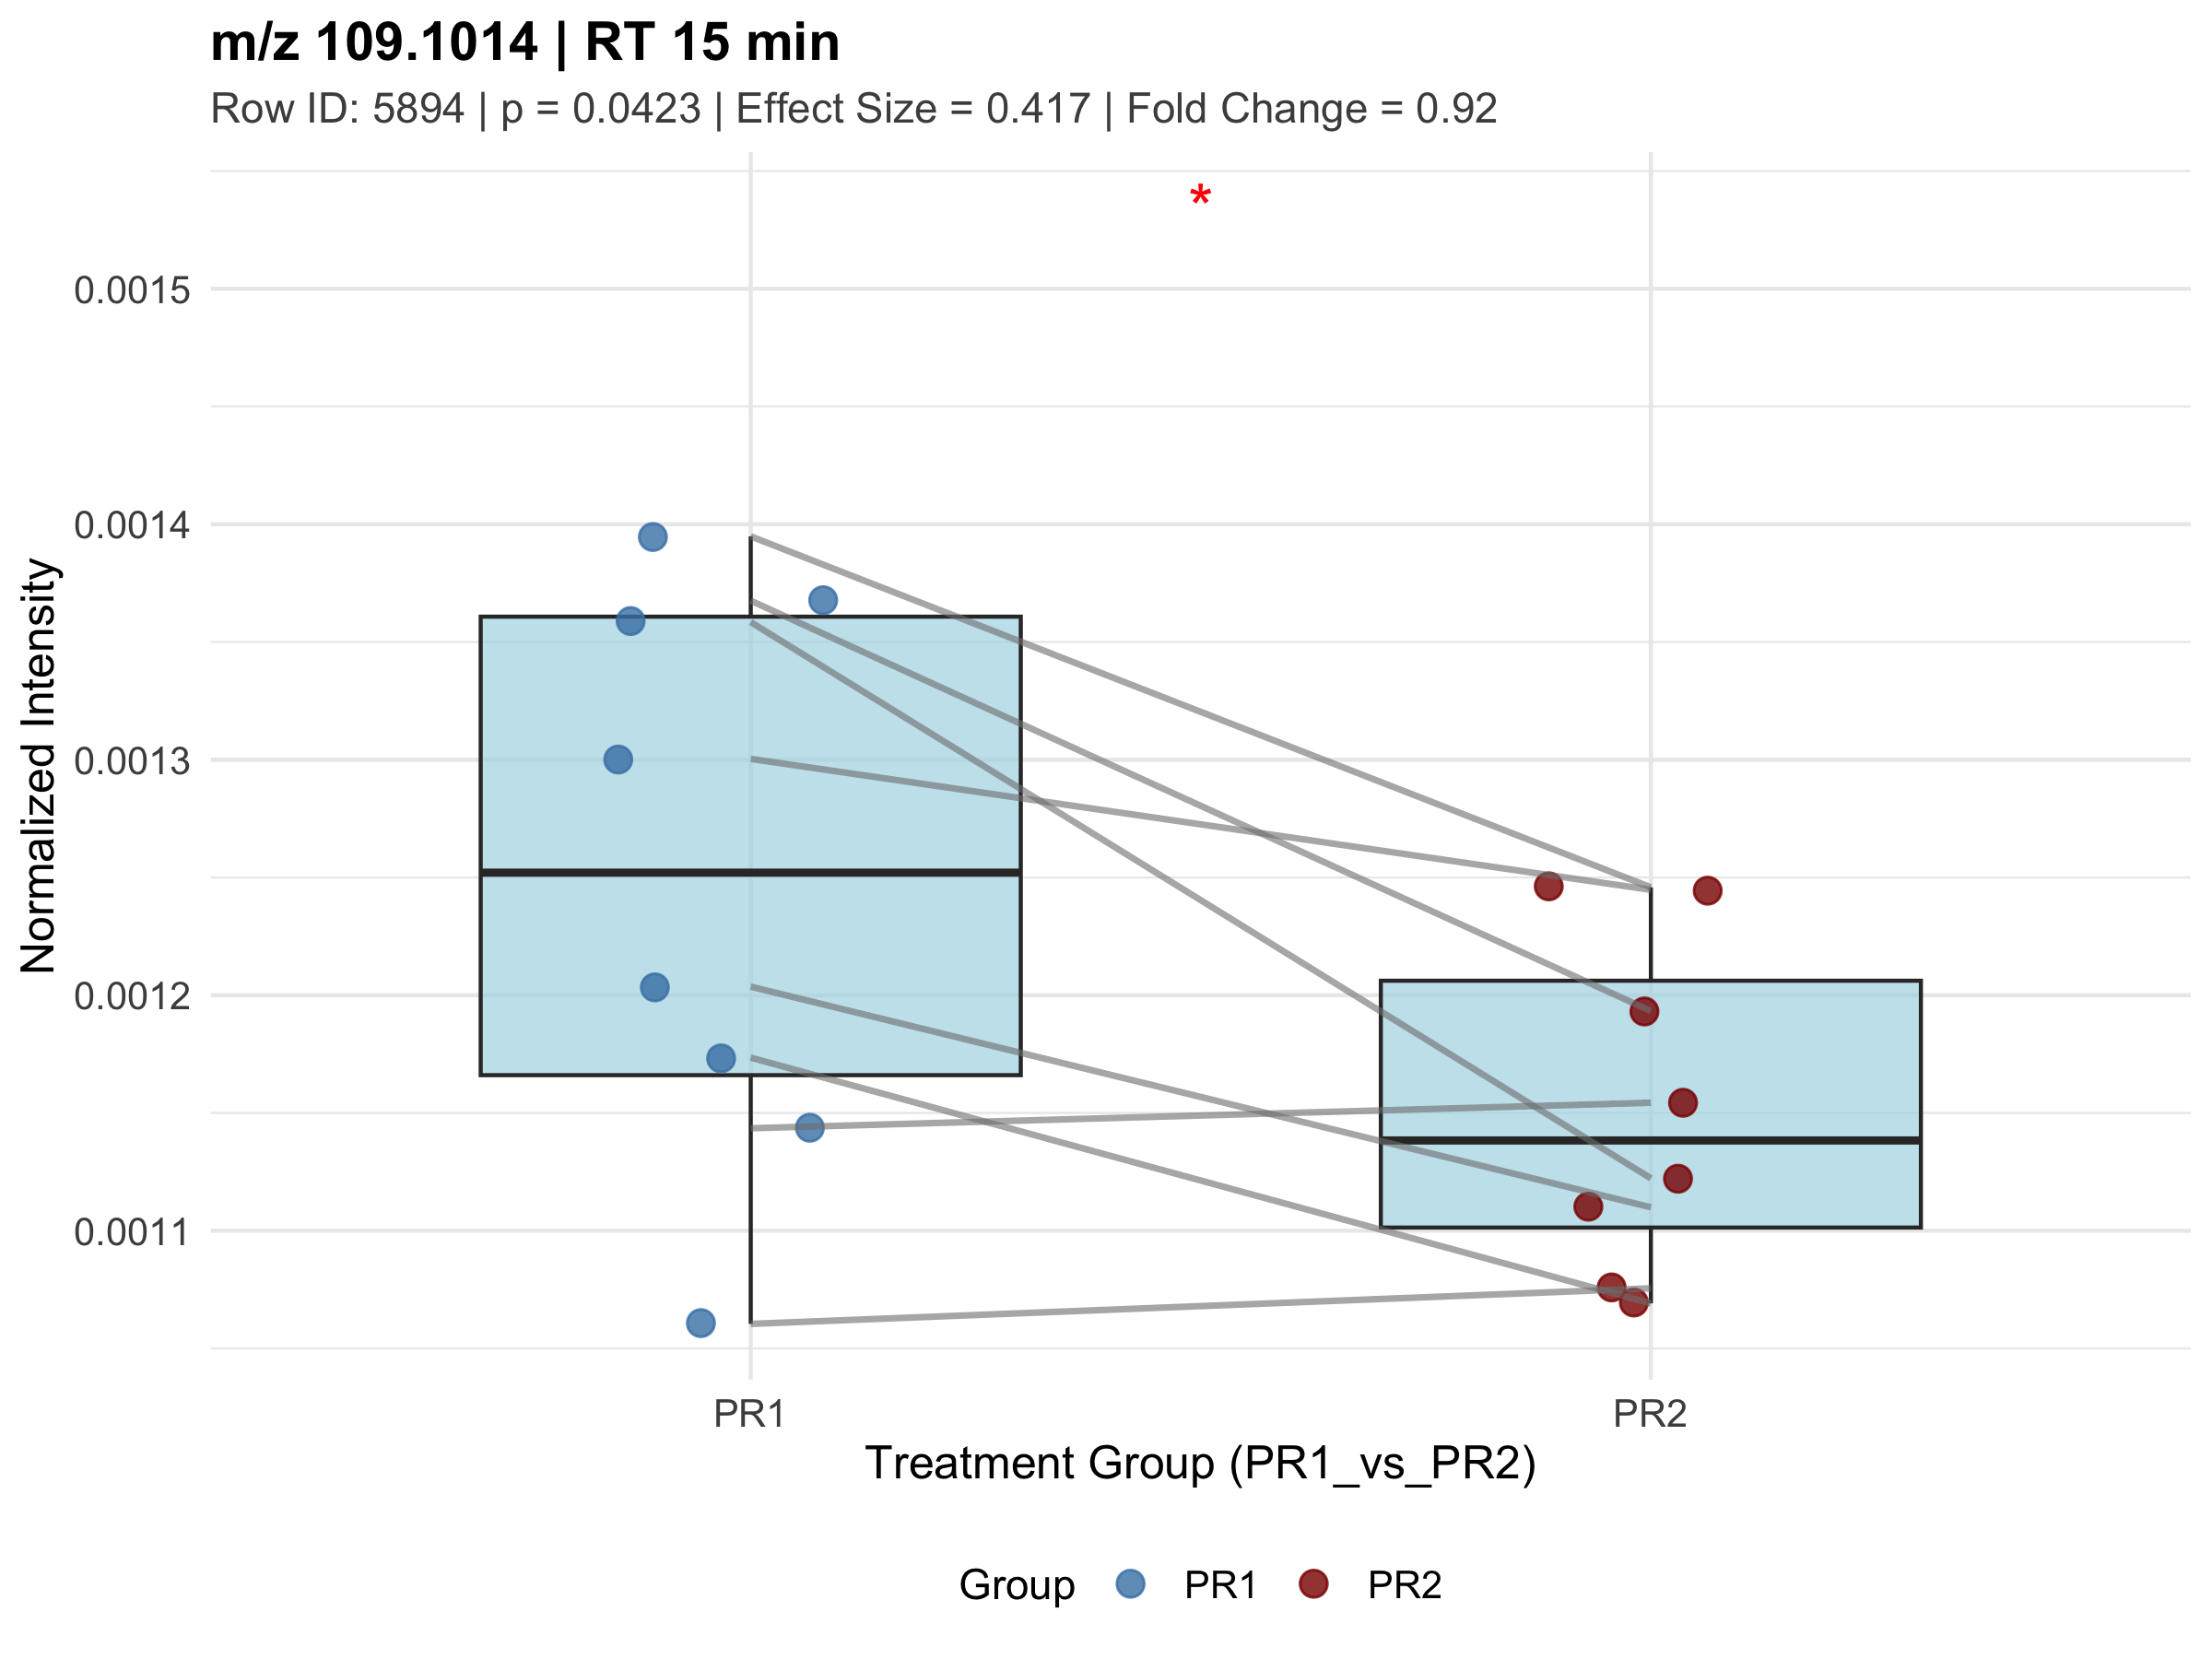 m/z 109.1014 | RT 15 min
Row ID: 5894 | p = 0.0423 | Effect Size = 0.417 | Fold Change = 0.92
*
0.0015
0.0014
0.0013
0.0012
0.0011
Normalized Intensity
PR1 PR2
Treatment Group (PR1_vs_PR2)
Group PR1 PR2